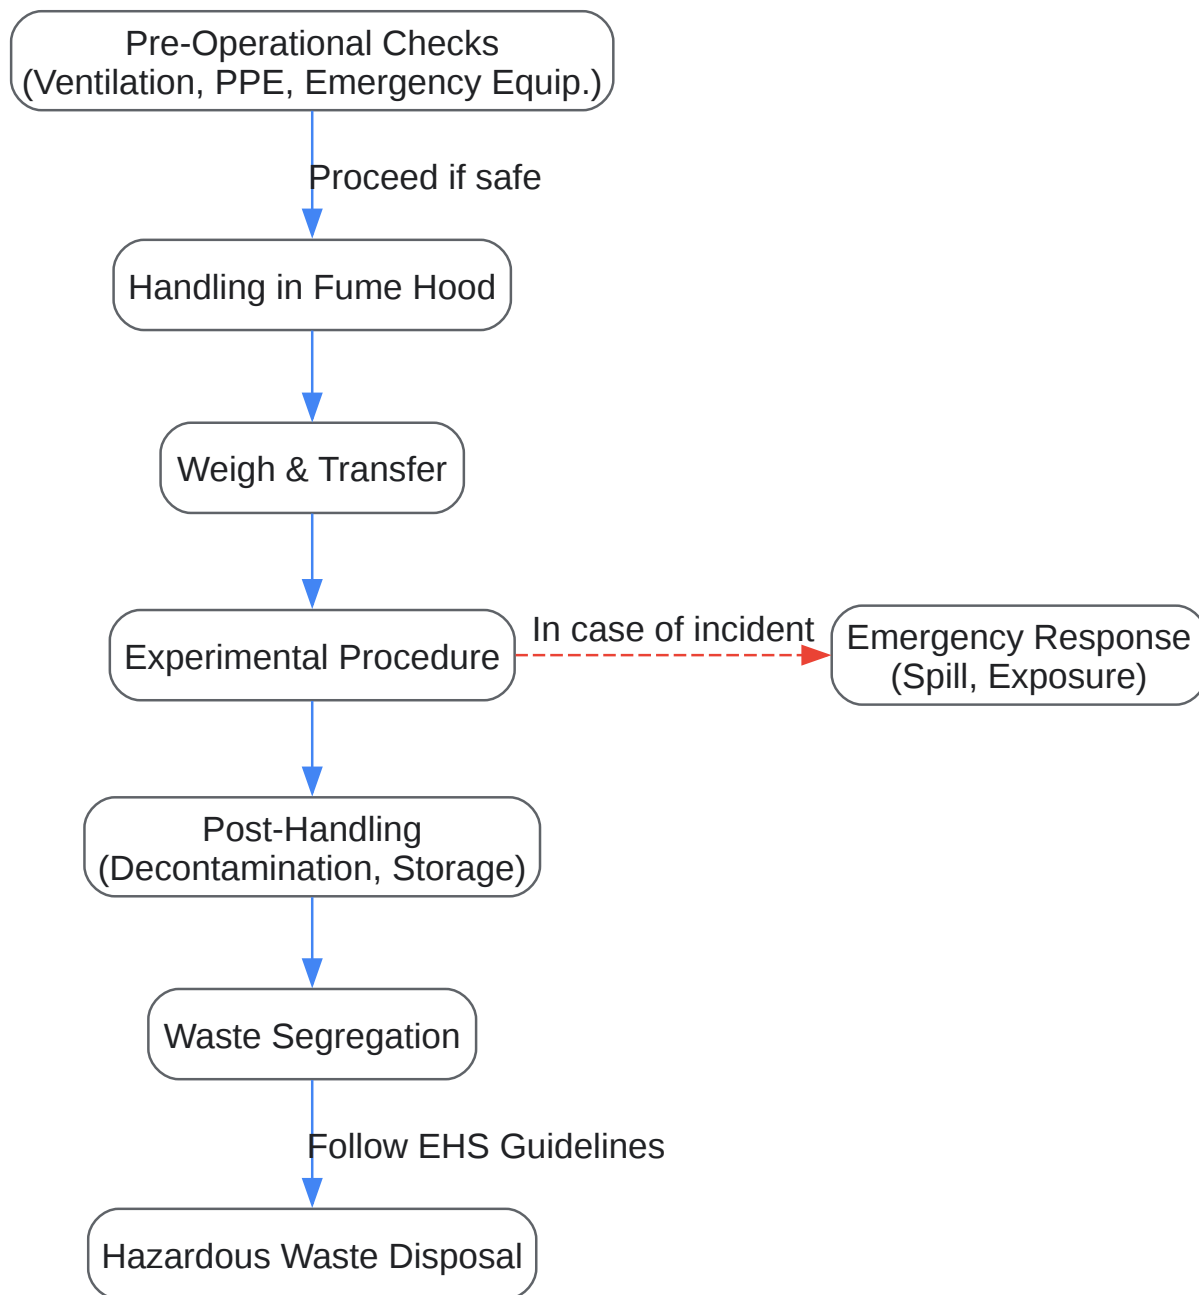 Pre-Operational Checks
(Ventilation, PPE, Emergency Equip.)
Proceed if safe
Handling in Fume Hood
Weigh & Transfer
Experimental Procedure
In case of incident
Emergency Response
(Spill, Exposure)
Post-Handling
(Decontamination, Storage)
Waste Segregation
Follow EHS Guidelines
Hazardous Waste Disposal